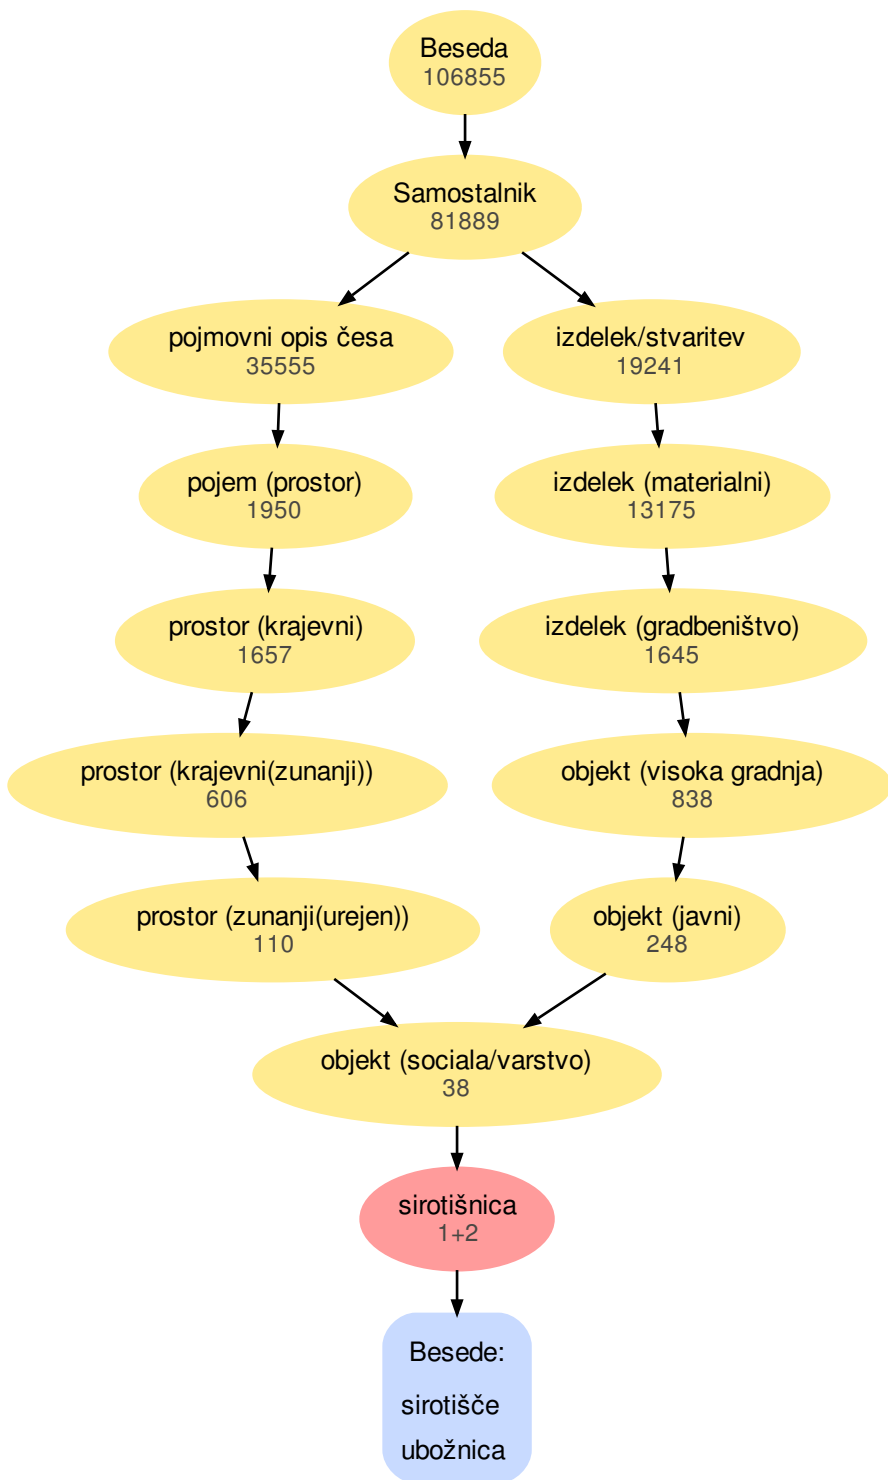 Beseda
106855
Samostalnik
81889
pojmovni opis česa
35555
izdelek/stvaritev
19241
pojem (prostor)
1950
izdelek (materialni)
13175
prostor (krajevni)
1657
izdelek (gradbeništvo)
1645
prostor (krajevni(zunanji))
606
objekt (visoka gradnja)
838
prostor (zunanji(urejen))
110
objekt (javni)
248
objekt (sociala/varstvo)
38
sirotišnica
1+2
Besede:
sirotišče
ubožnica